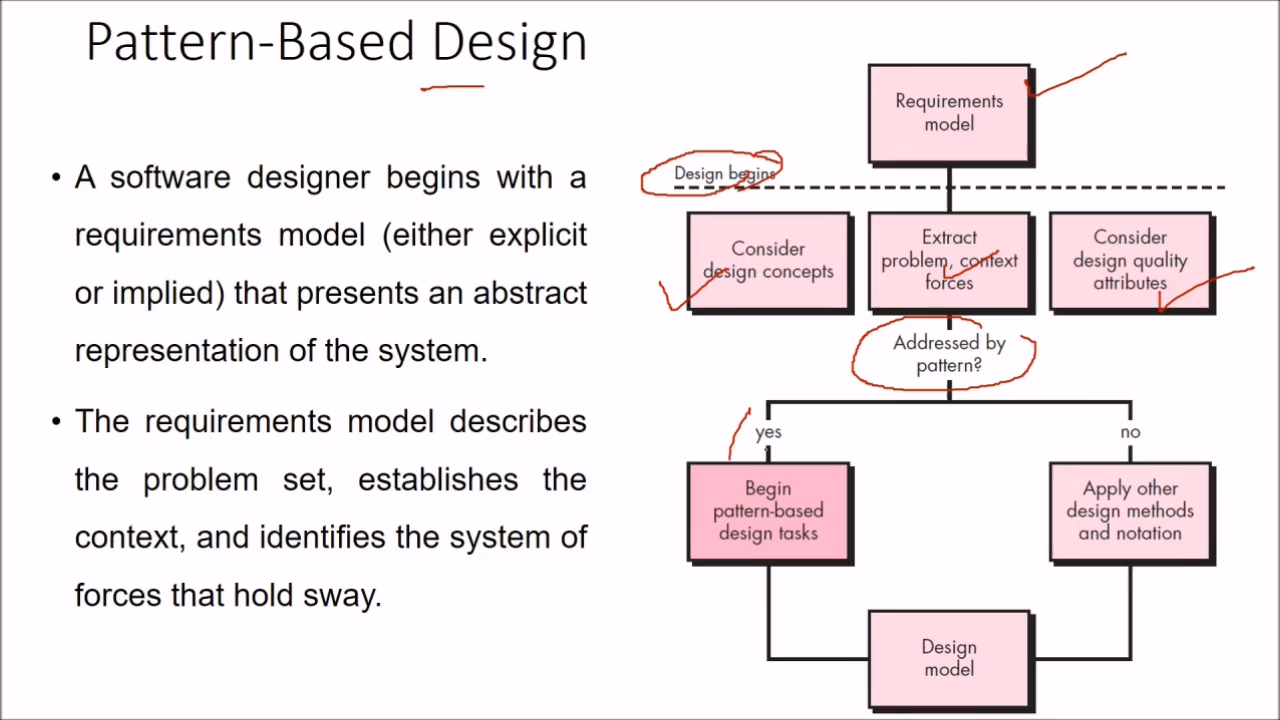 Pattern-Based Design
• A software designer begins with a
requirements model (either explicit
or implied) that presents an abstract
representation of the system.
• The requirements model describes
the problem set, establishes the
context, and identifies the system of
forces that hold sway.
Requirements
model
Design begins
Consider
design concepts
Extract
problem, context
forces
Consider
design quality
attributes
Addressed by
pattern?
yes
no
Begin
pattern-based
design tasks
Apply other
design methods
and notation
Design
model